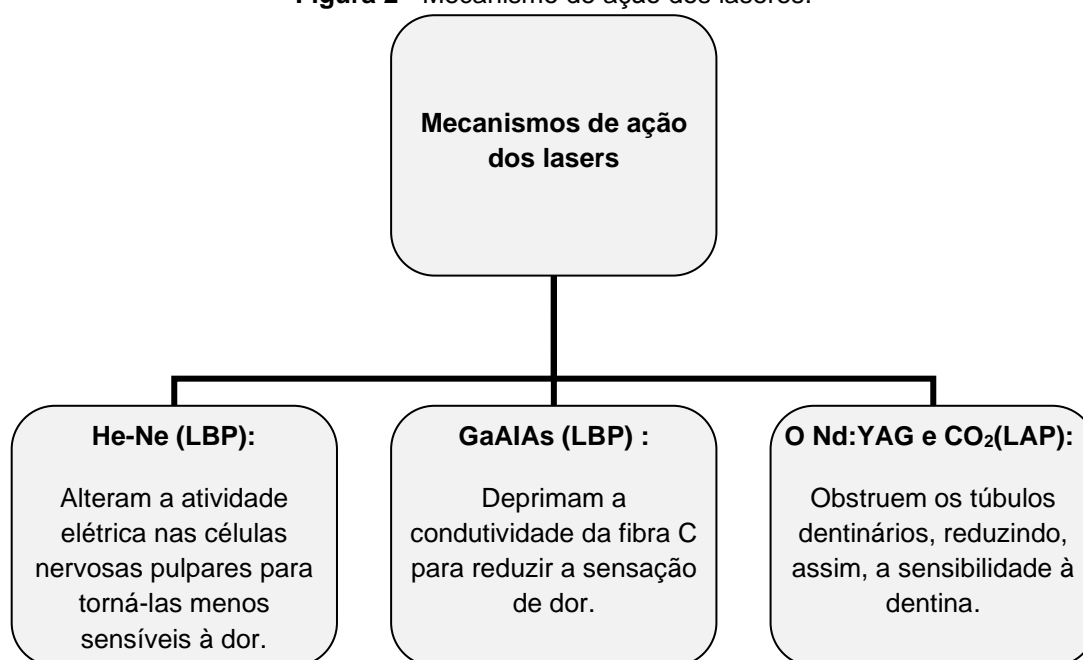 Figura 2 - Mecanismo de ação dos laseres.
Mecanismos de ação
dos lasers
He-Ne (LBP):
Alteram a atividade
elétrica nas células
nervosas pulpares para
torná-las menos
sensíveis à dor.
GaAlAs (LBP) :
Deprimam a
condutividade da fibra C
para reduzir a sensação
de dor.
O Nd:YAG e CO₂(LAP):
Obstruem os túbulos
dentinários, reduzindo,
assim, a sensibilidade à
dentina.